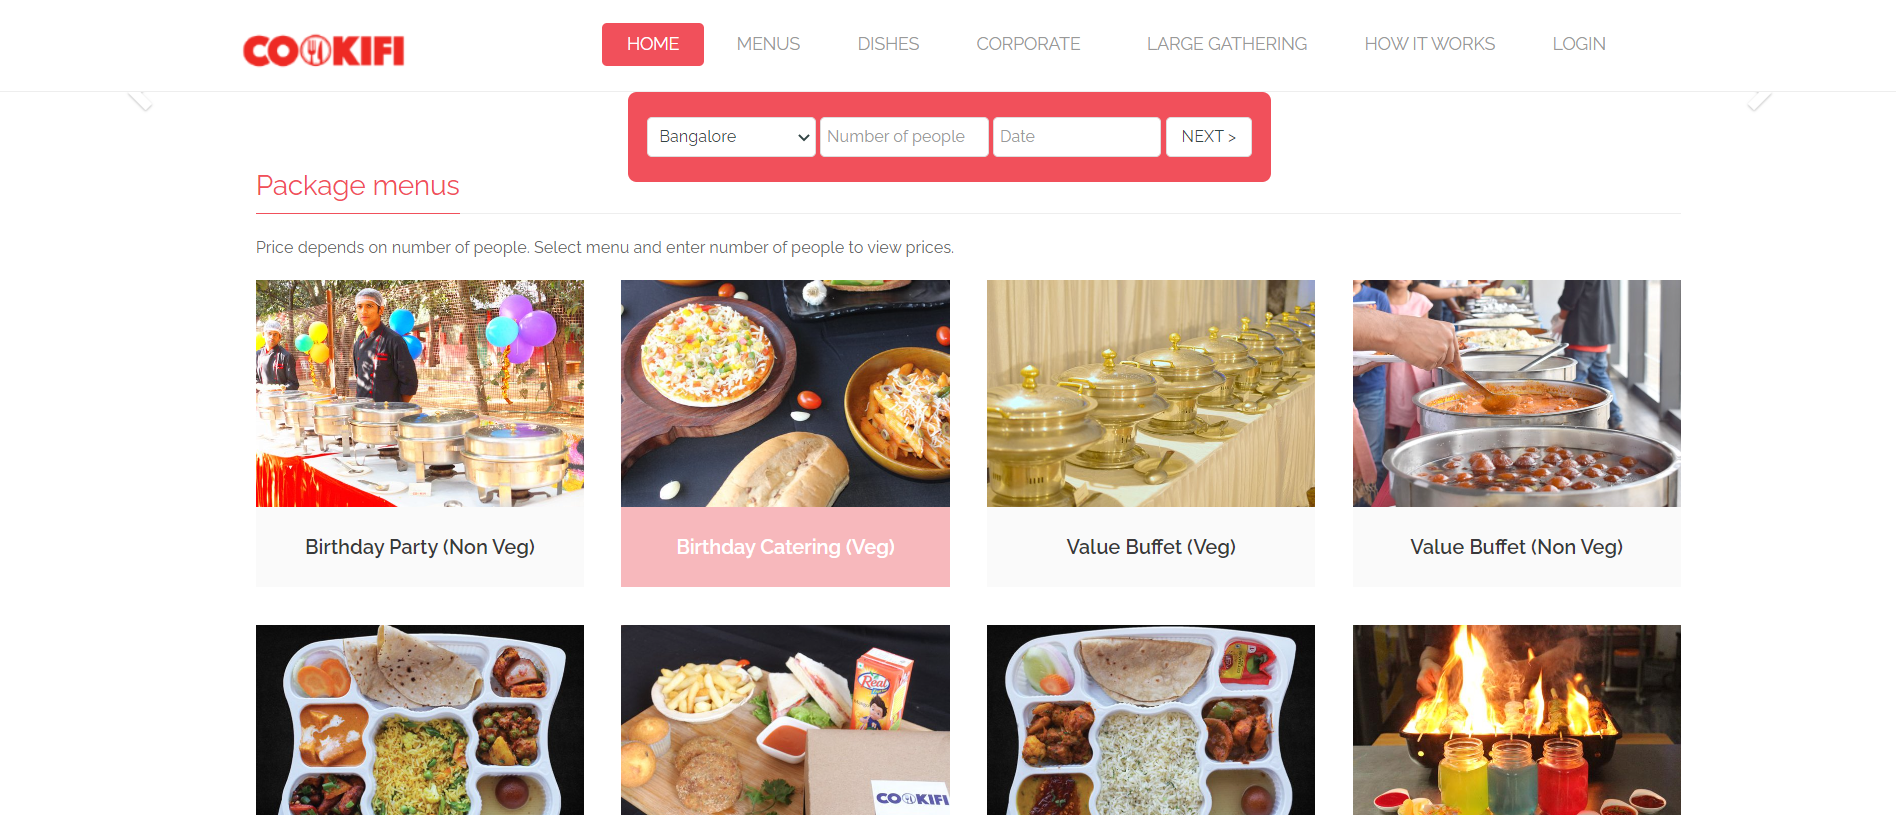 COOKIFI
HOME MENUS DISHES CORPORATE LARGE GATHERING HOW IT WORKS LOGIN
Bangalore Number of people Date NEXT >
Package menus
Price depends on number of people. Select menu and enter number of people to view prices.
Birthday Party (Non Veg)
Birthday Catering (Veg)
Value Buffet (Veg)
Value Buffet (Non Veg)
Real
COOKIFI